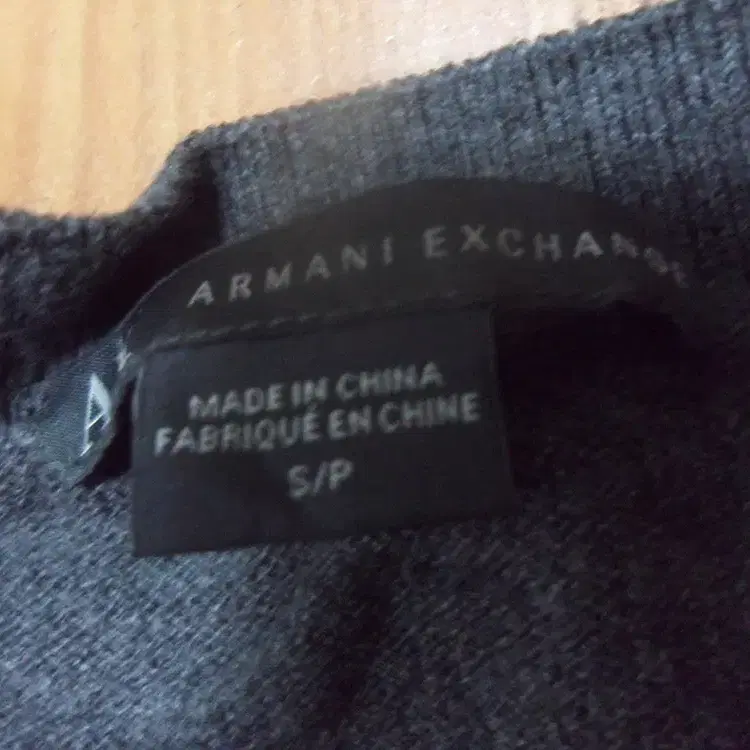 ARMANI EXCHANGE
A
MADE IN CHINA
FABRIQUÉ EN CHINE
S/P